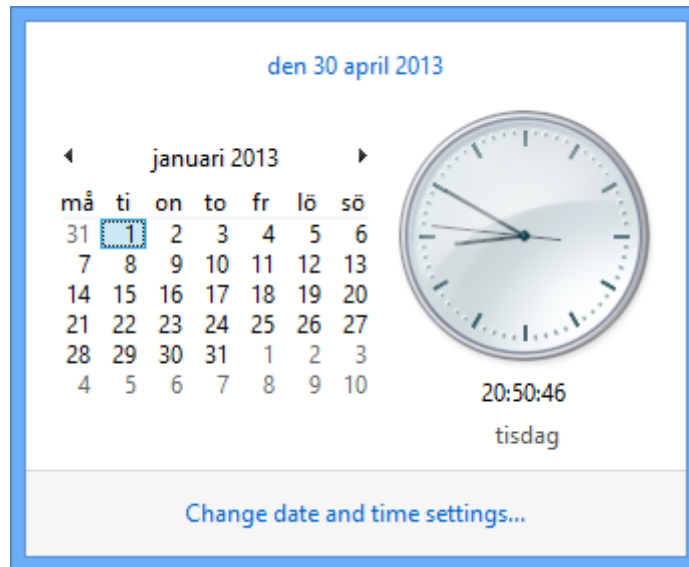 den 30 april 2013
januari 2013
må ti on to fr lö sö
31 1 2 3 4 5 6
7 8 9 10 11 12 13
14 15 16 17 18 19 20
21 22 23 24 25 26 27
28 29 30 31 1 2 3
4 5 6 7 8 9 10
20:50:46
tisdag
Change date and time settings...